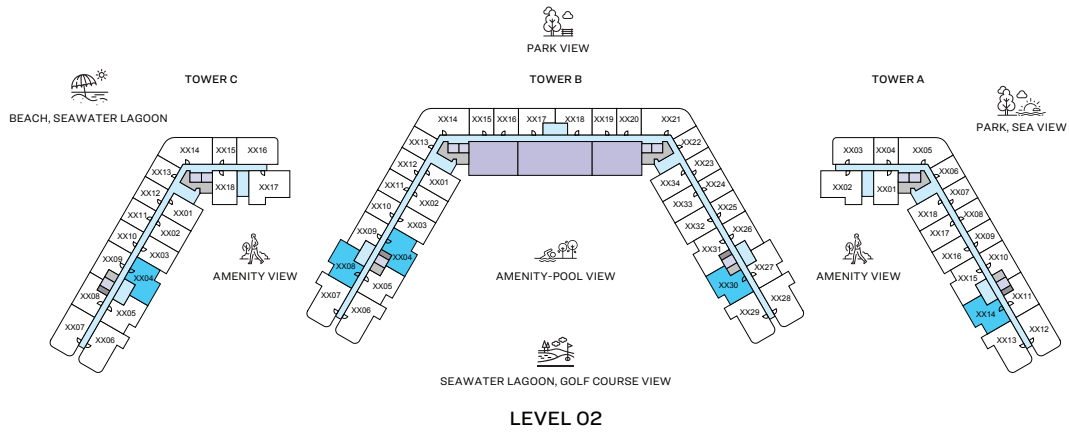 PARK VIEW
TOWER C
TOWER B
TOWER A
BEACH, SEAWATER LAGOON
PARK, SEA VIEW
XX14 XX15 XX16
XX13
XX12
XX11
XX10
XX09
XX08
XX07
XX06
XX05
XX04
XX03
XX02
XX01
XX18 XX17
AMENITY VIEW
XX14 XX15 XX16 XX17 XX18 XX19 XX20 XX21
XX13
XX12
XX11
XX10
XX09
XX08
XX07
XX06
XX05
XX04
XX03
XX02
XX01
XX22
XX23
XX24
XX25
XX26
XX27
XX28
XX29
XX30
XX31
XX32
XX33
XX34
AMENITY-POOL VIEW
XX03 XX04 XX05
XX02 XX01
XX06
XX07
XX08
XX09
XX10
XX11
XX12
XX13
XX14
XX15
XX16
XX17
XX18
AMENITY VIEW
SEAWATER LAGOON, GOLF COURSE VIEW
LEVEL 02